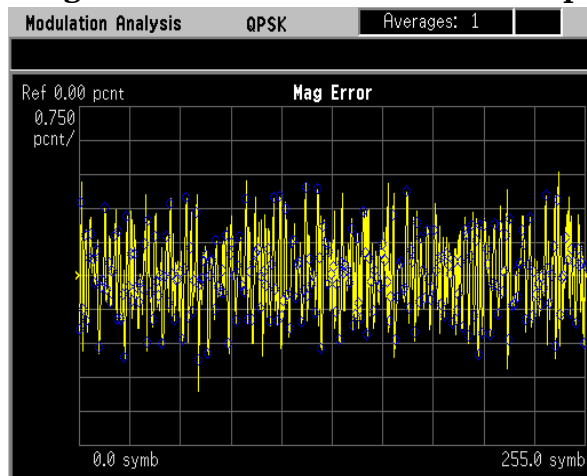 Modulation Analysis QPSK Averages: 1
Ref 0.00 pcnt Mag Error
0.750
pcnt/
0.0 symb 255.0 symb